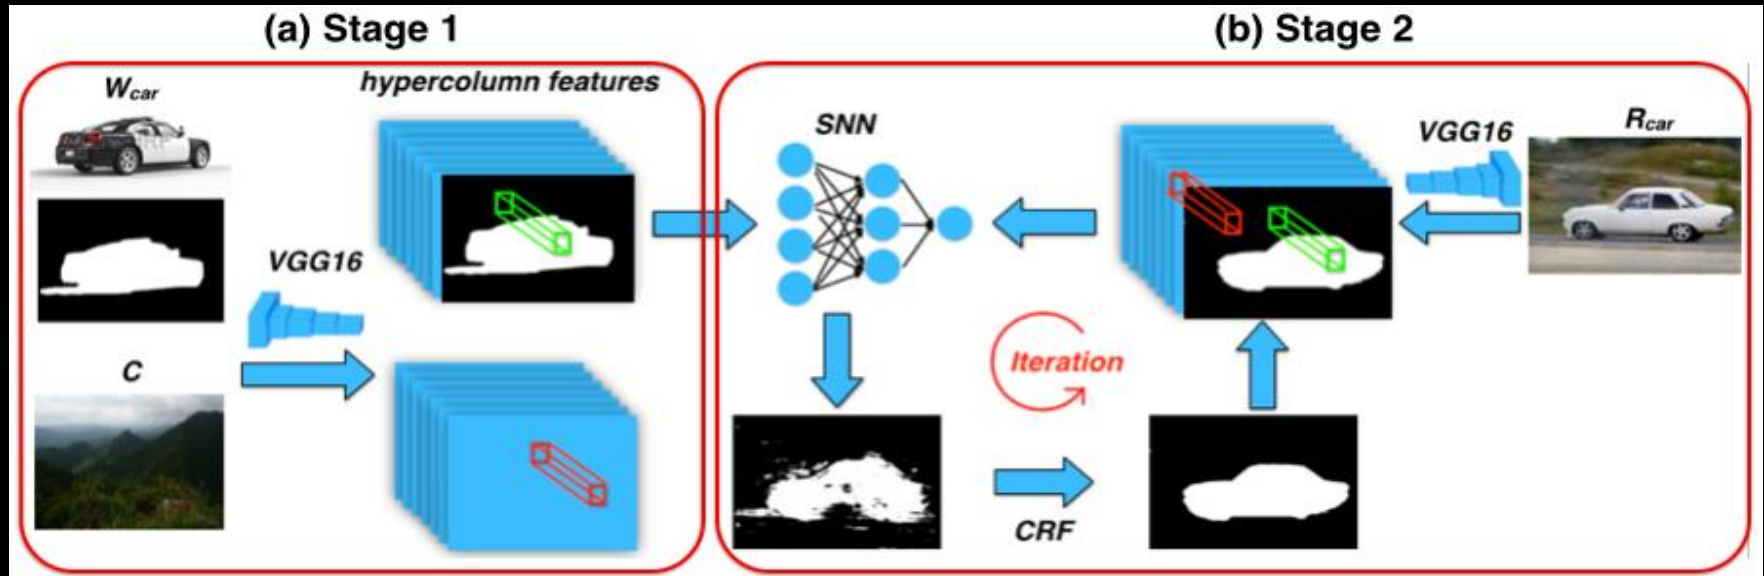 (a) Stage 1
(b) Stage 2
Wcar
hypercolumn features
VGG16
C
SNN
VGG16
Rcar
Iteration
CRF